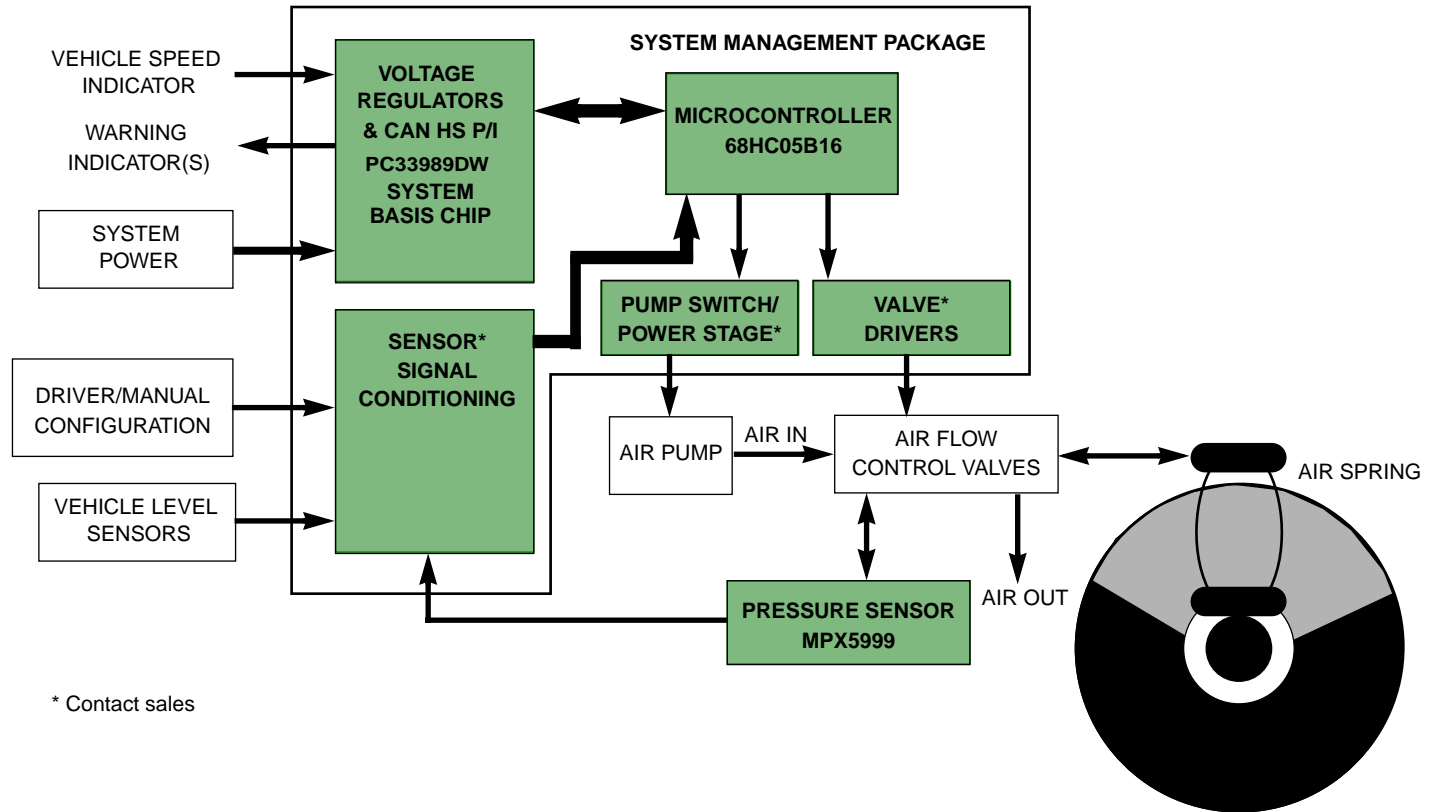 SYSTEM MANAGEMENT PACKAGE
VEHICLE SPEED
INDICATOR
WARNING
INDICATOR(S)
SYSTEM
POWER
VOLTAGE
REGULATORS
& CAN HS P/I
PC33989DW
SYSTEM
BASIS CHIP
MICROCONTROLLER
68HC05B16
PUMP SWITCH/
POWER STAGE*
VALVE*
DRIVERS
SENSOR*
SIGNAL
CONDITIONING
DRIVER/MANUAL
CONFIGURATION
VEHICLE LEVEL
SENSORS
AIR PUMP
AIR IN
AIR FLOW
CONTROL VALVES
AIR SPRING
AIR OUT
PRESSURE SENSOR
MPX5999
* Contact sales